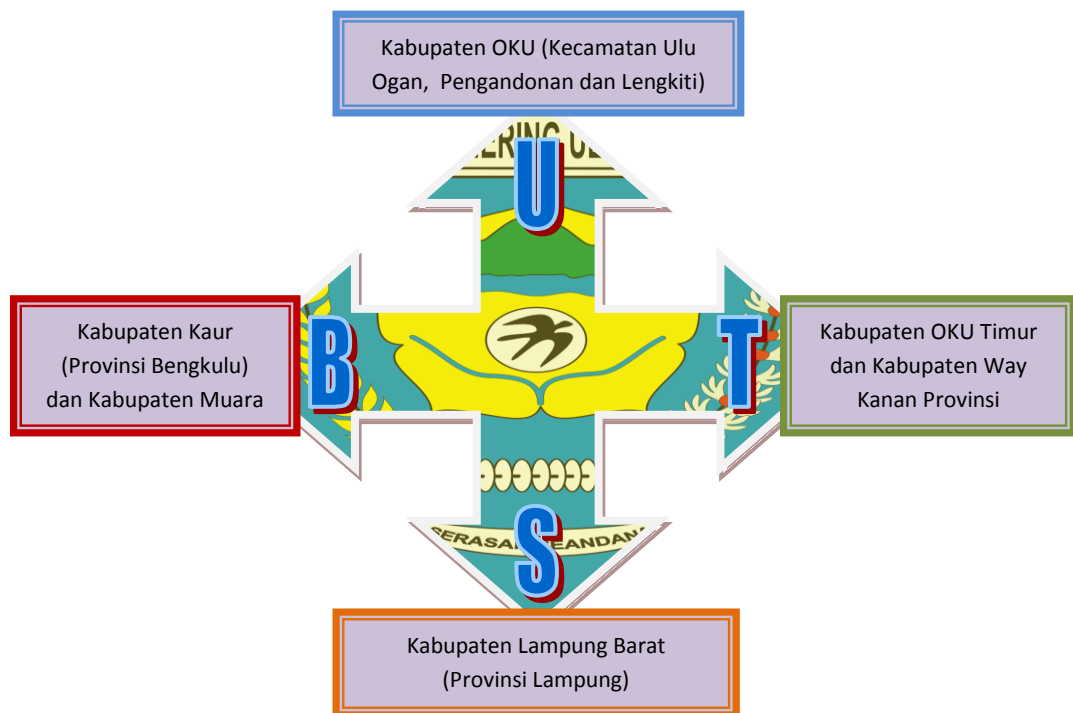 Kabupaten OKU (Kecamatan Ulu
Ogan, Pengandonan dan Lengkiti)
U
Kabupaten Kaur
(Provinsi Bengkulu)
dan Kabupaten Muara
B
T
Kabupaten OKU Timur
dan Kabupaten Way
Kanan Provinsi
S
Kabupaten Lampung Barat
(Provinsi Lampung)